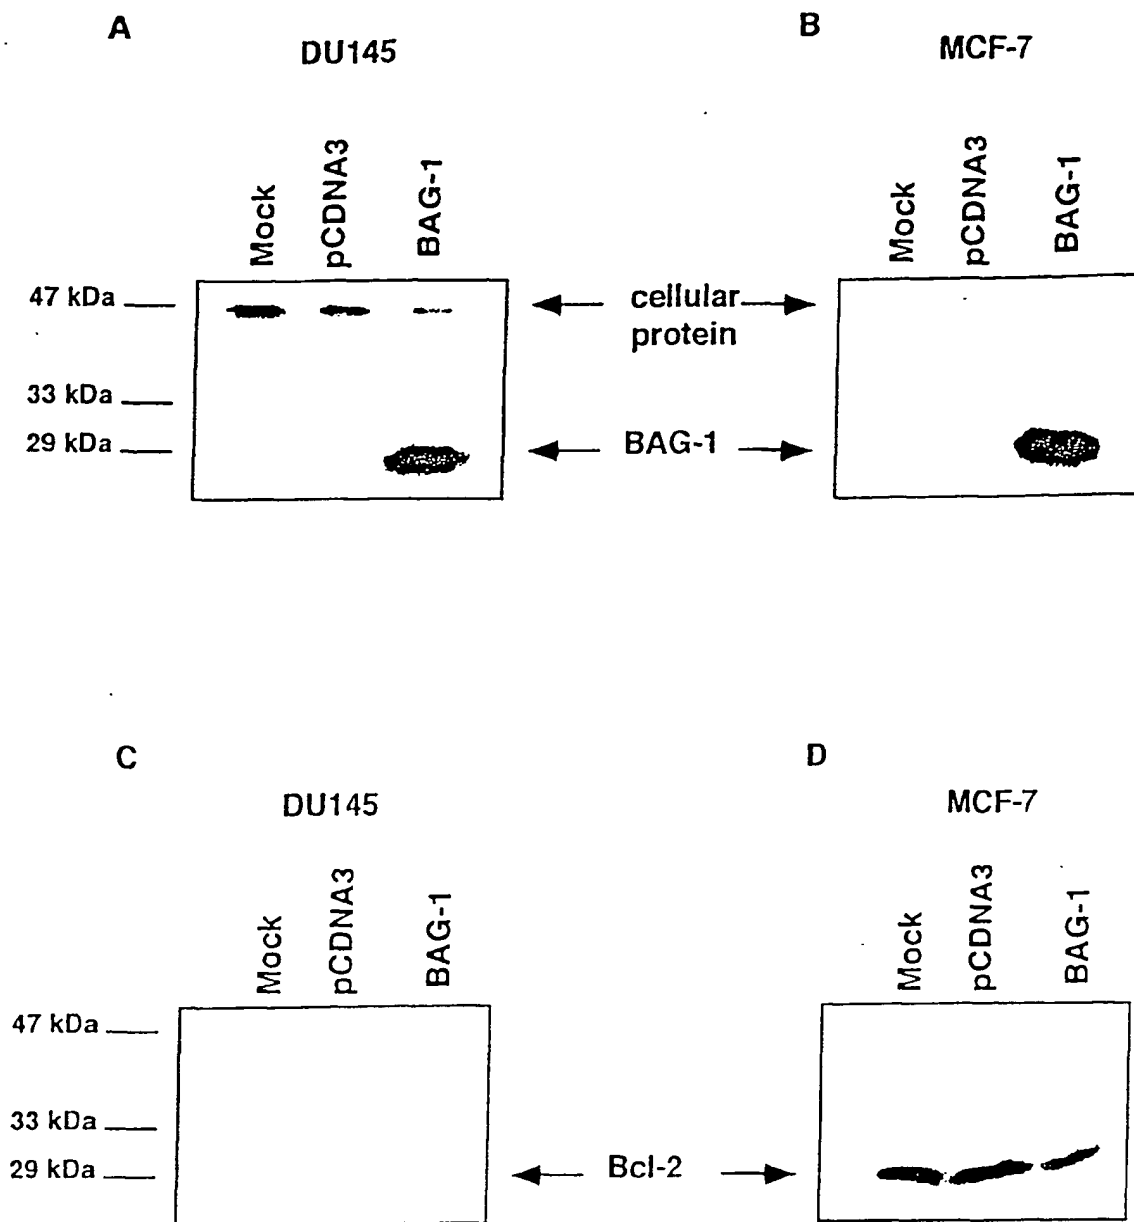 A
DU145
Mock
pCDNA3
BAG-1
47 kDa
33 kDa
29 kDa
cellular
protein
BAG-1
B
MCF-7
Mock
pCDNA3
BAG-1
C
DU145
Mock
pCDNA3
BAG-1
47 kDa
33 kDa
29 kDa
Bcl-2
D
MCF-7
Mock
pCDNA3
BAG-1